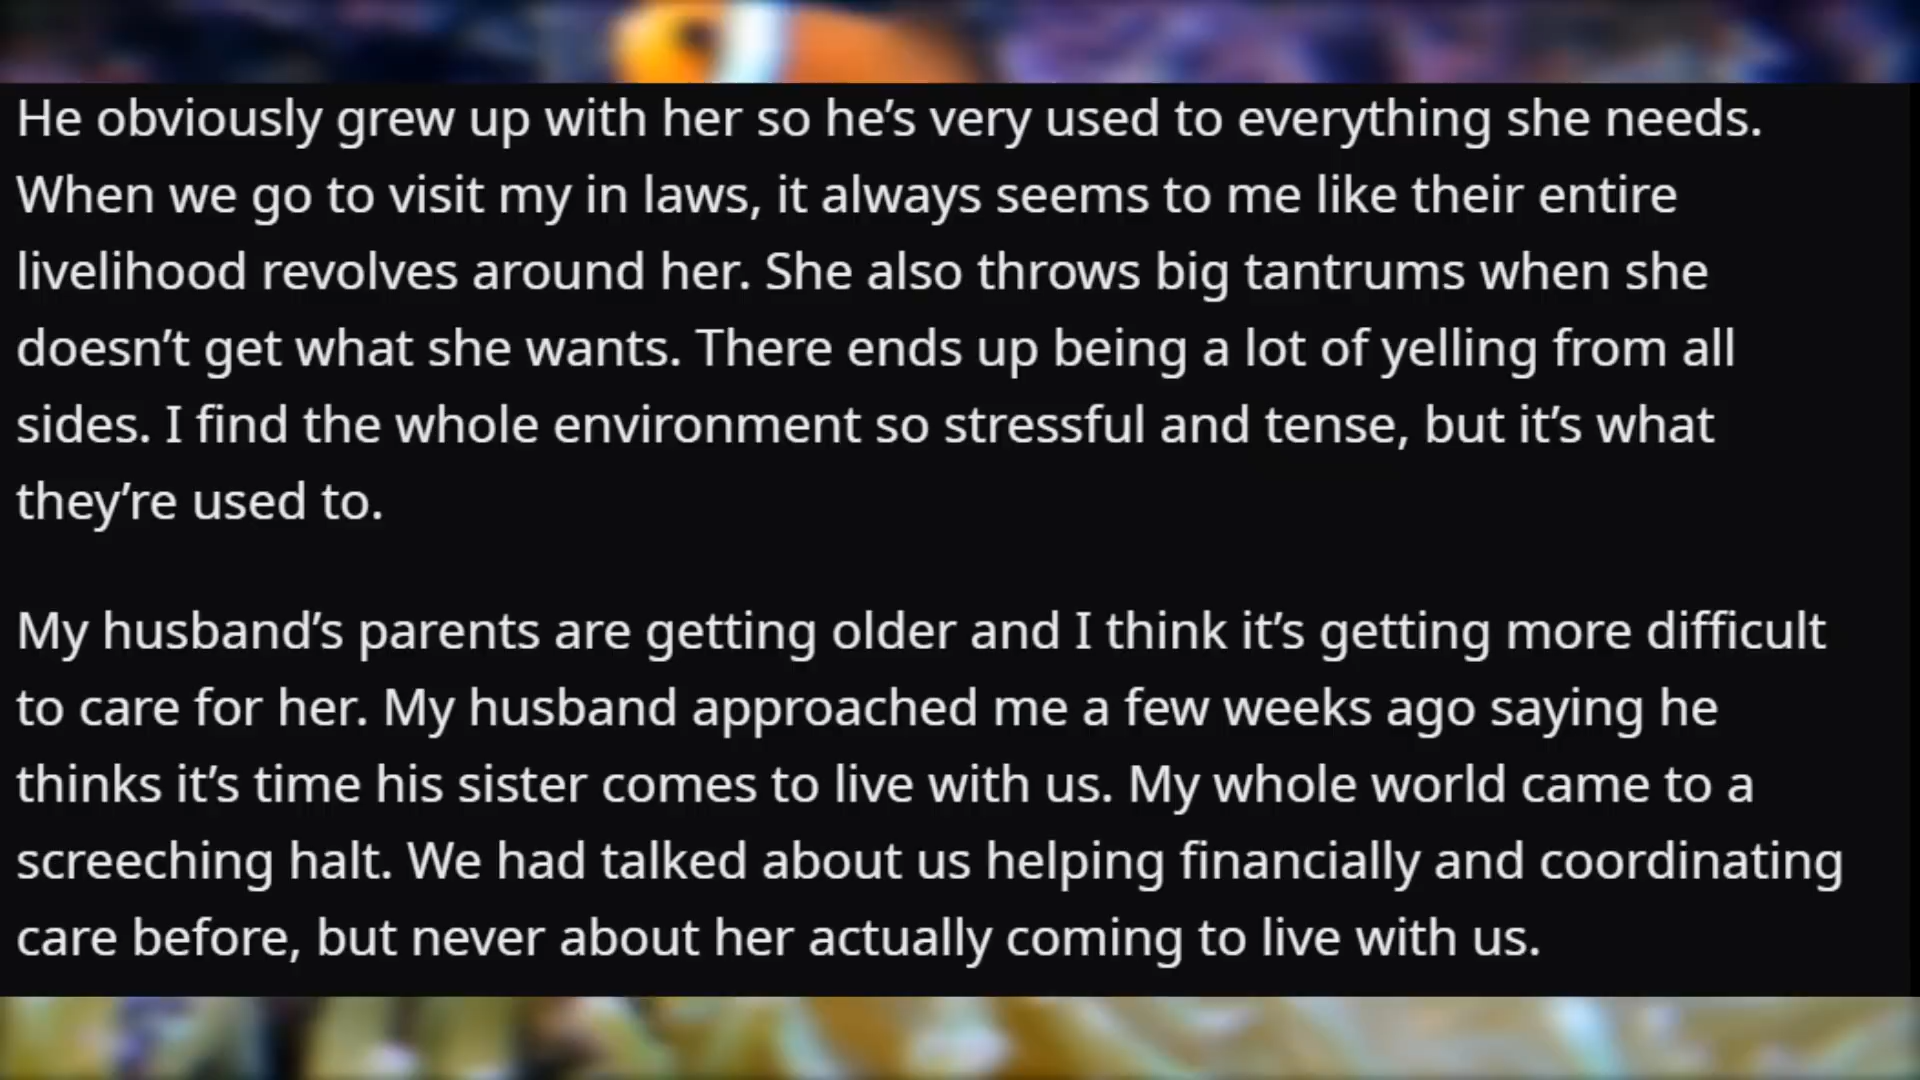 He obviously grew up with her so he’s very used to everything she needs.
When we go to visit my in laws, it always seems to me like their entire
livelihood revolves around her. She also throws big tantrums when she
doesn’t get what she wants. There ends up being a lot of yelling from all
sides. I find the whole environment so stressful and tense, but it’s what
they’re used to.
My husband’s parents are getting older and I think it’s getting more difficult
to care for her. My husband approached me a few weeks ago saying he
thinks it’s time his sister comes to live with us. My whole world came to a
screeching halt. We had talked about us helping financially and coordinating
care before, but never about her actually coming to live with us.